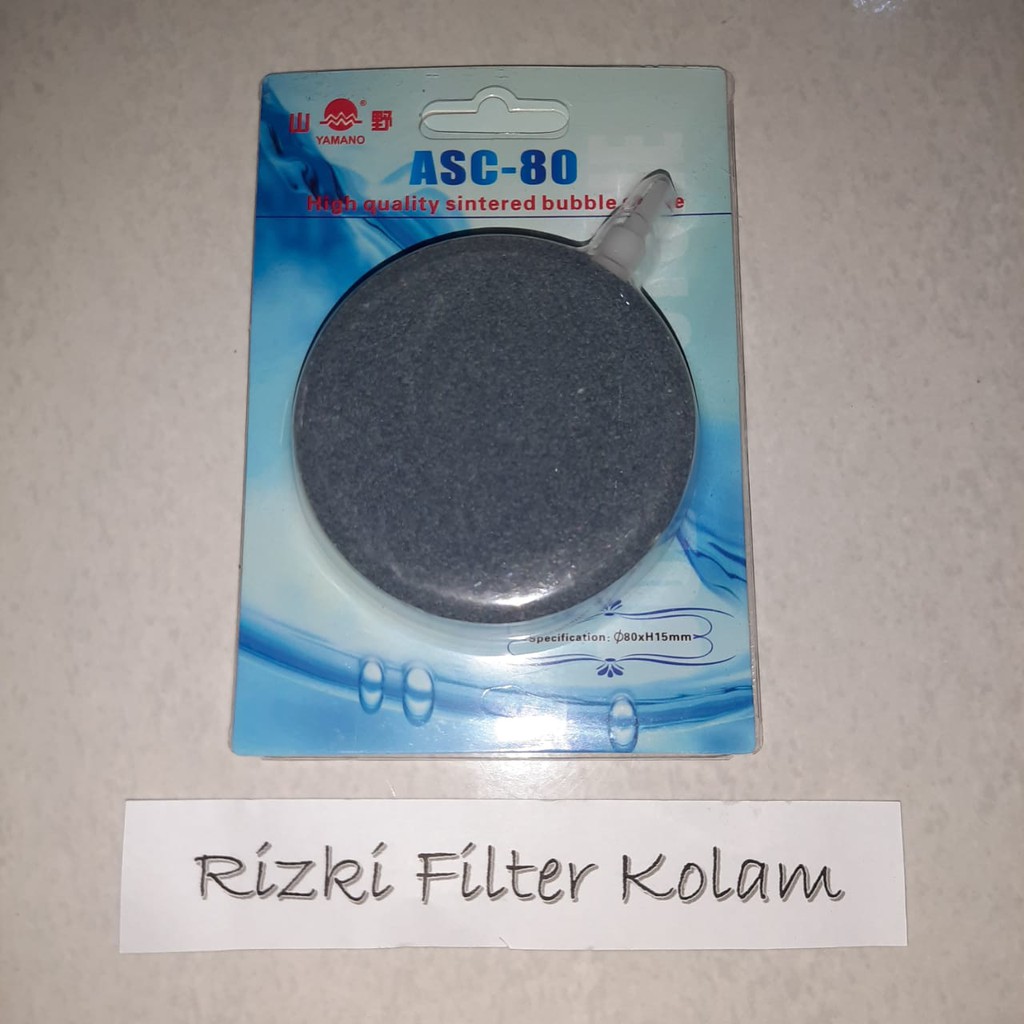 山 野
YAMANO
ASC-80
High quality sintered bubble
Specification: Φ80xH15mm
Rizki Filter Kolam